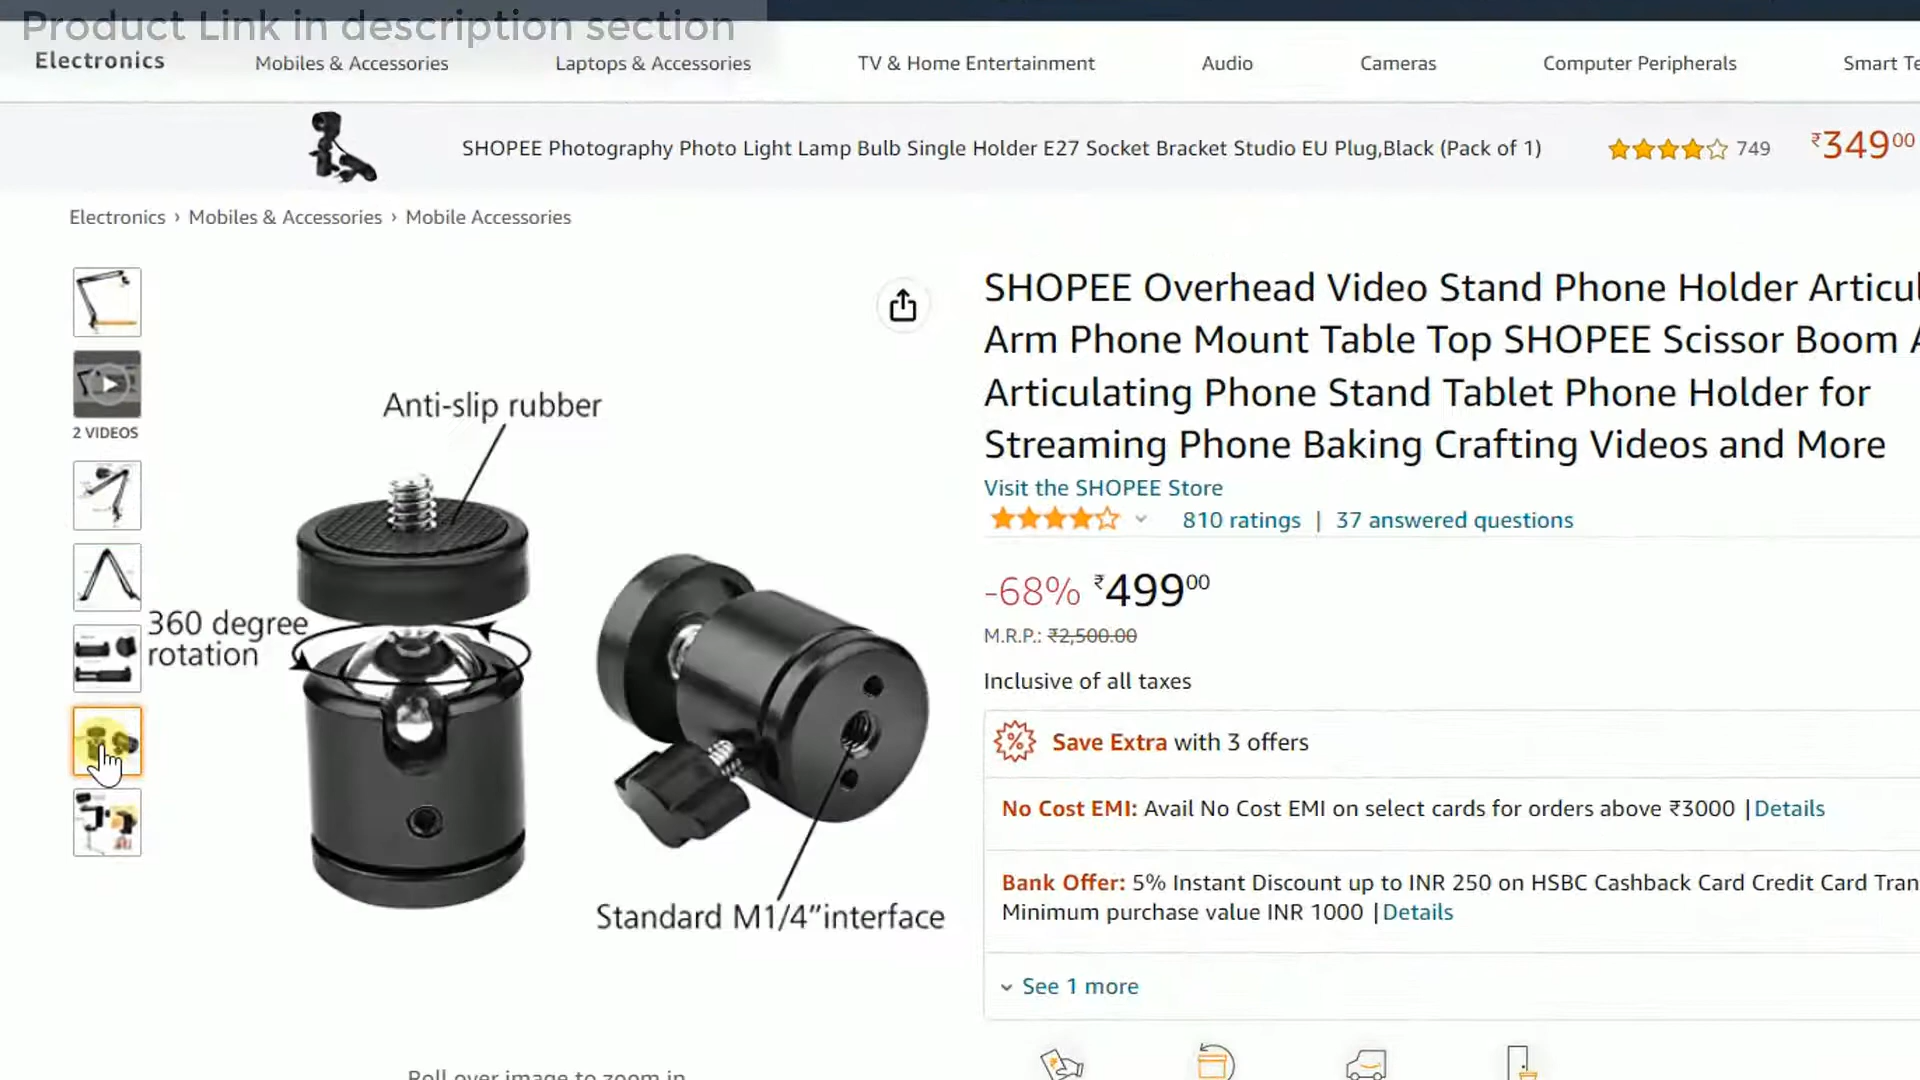 Product Link in description section
Electronics
Mobiles & Accessories
Laptops & Accessories
TV & Home Entertainment
Audio
Cameras
Computer Peripherals
Smart
SHOPEE Photography Photo Light Lamp Bulb Single Holder E27 Socket Bracket Studio EU Plug,Black (Pack of 1)
749
₹34900
Electronics › Mobiles & Accessories › Mobile Accessories
2 VIDEOS
Anti-slip rubber
360 degree
rotation
Standard M1/4”interface
SHOPEE Overhead Video Stand Phone Holder
Arm Phone Mount Table Top SHOPEE Scissor Boom
Articulating Phone Stand Tablet Phone Holder for
Streaming Phone Baking Crafting Videos and More
Visit the SHOPEE Store
810 ratings | 37 answered questions
-68% ₹49900
M.R.P.: ₹2,500.00
Inclusive of all taxes
Save Extra with 3 offers
No Cost EMI: Avail No Cost EMI on select cards for orders above ₹3000 | Details
Bank Offer: 5% Instant Discount up to INR 250 on HSBC Cashback Card Credit Card
Minimum purchase value INR 1000 | Details
See 1 more
Roll over image to zoom in